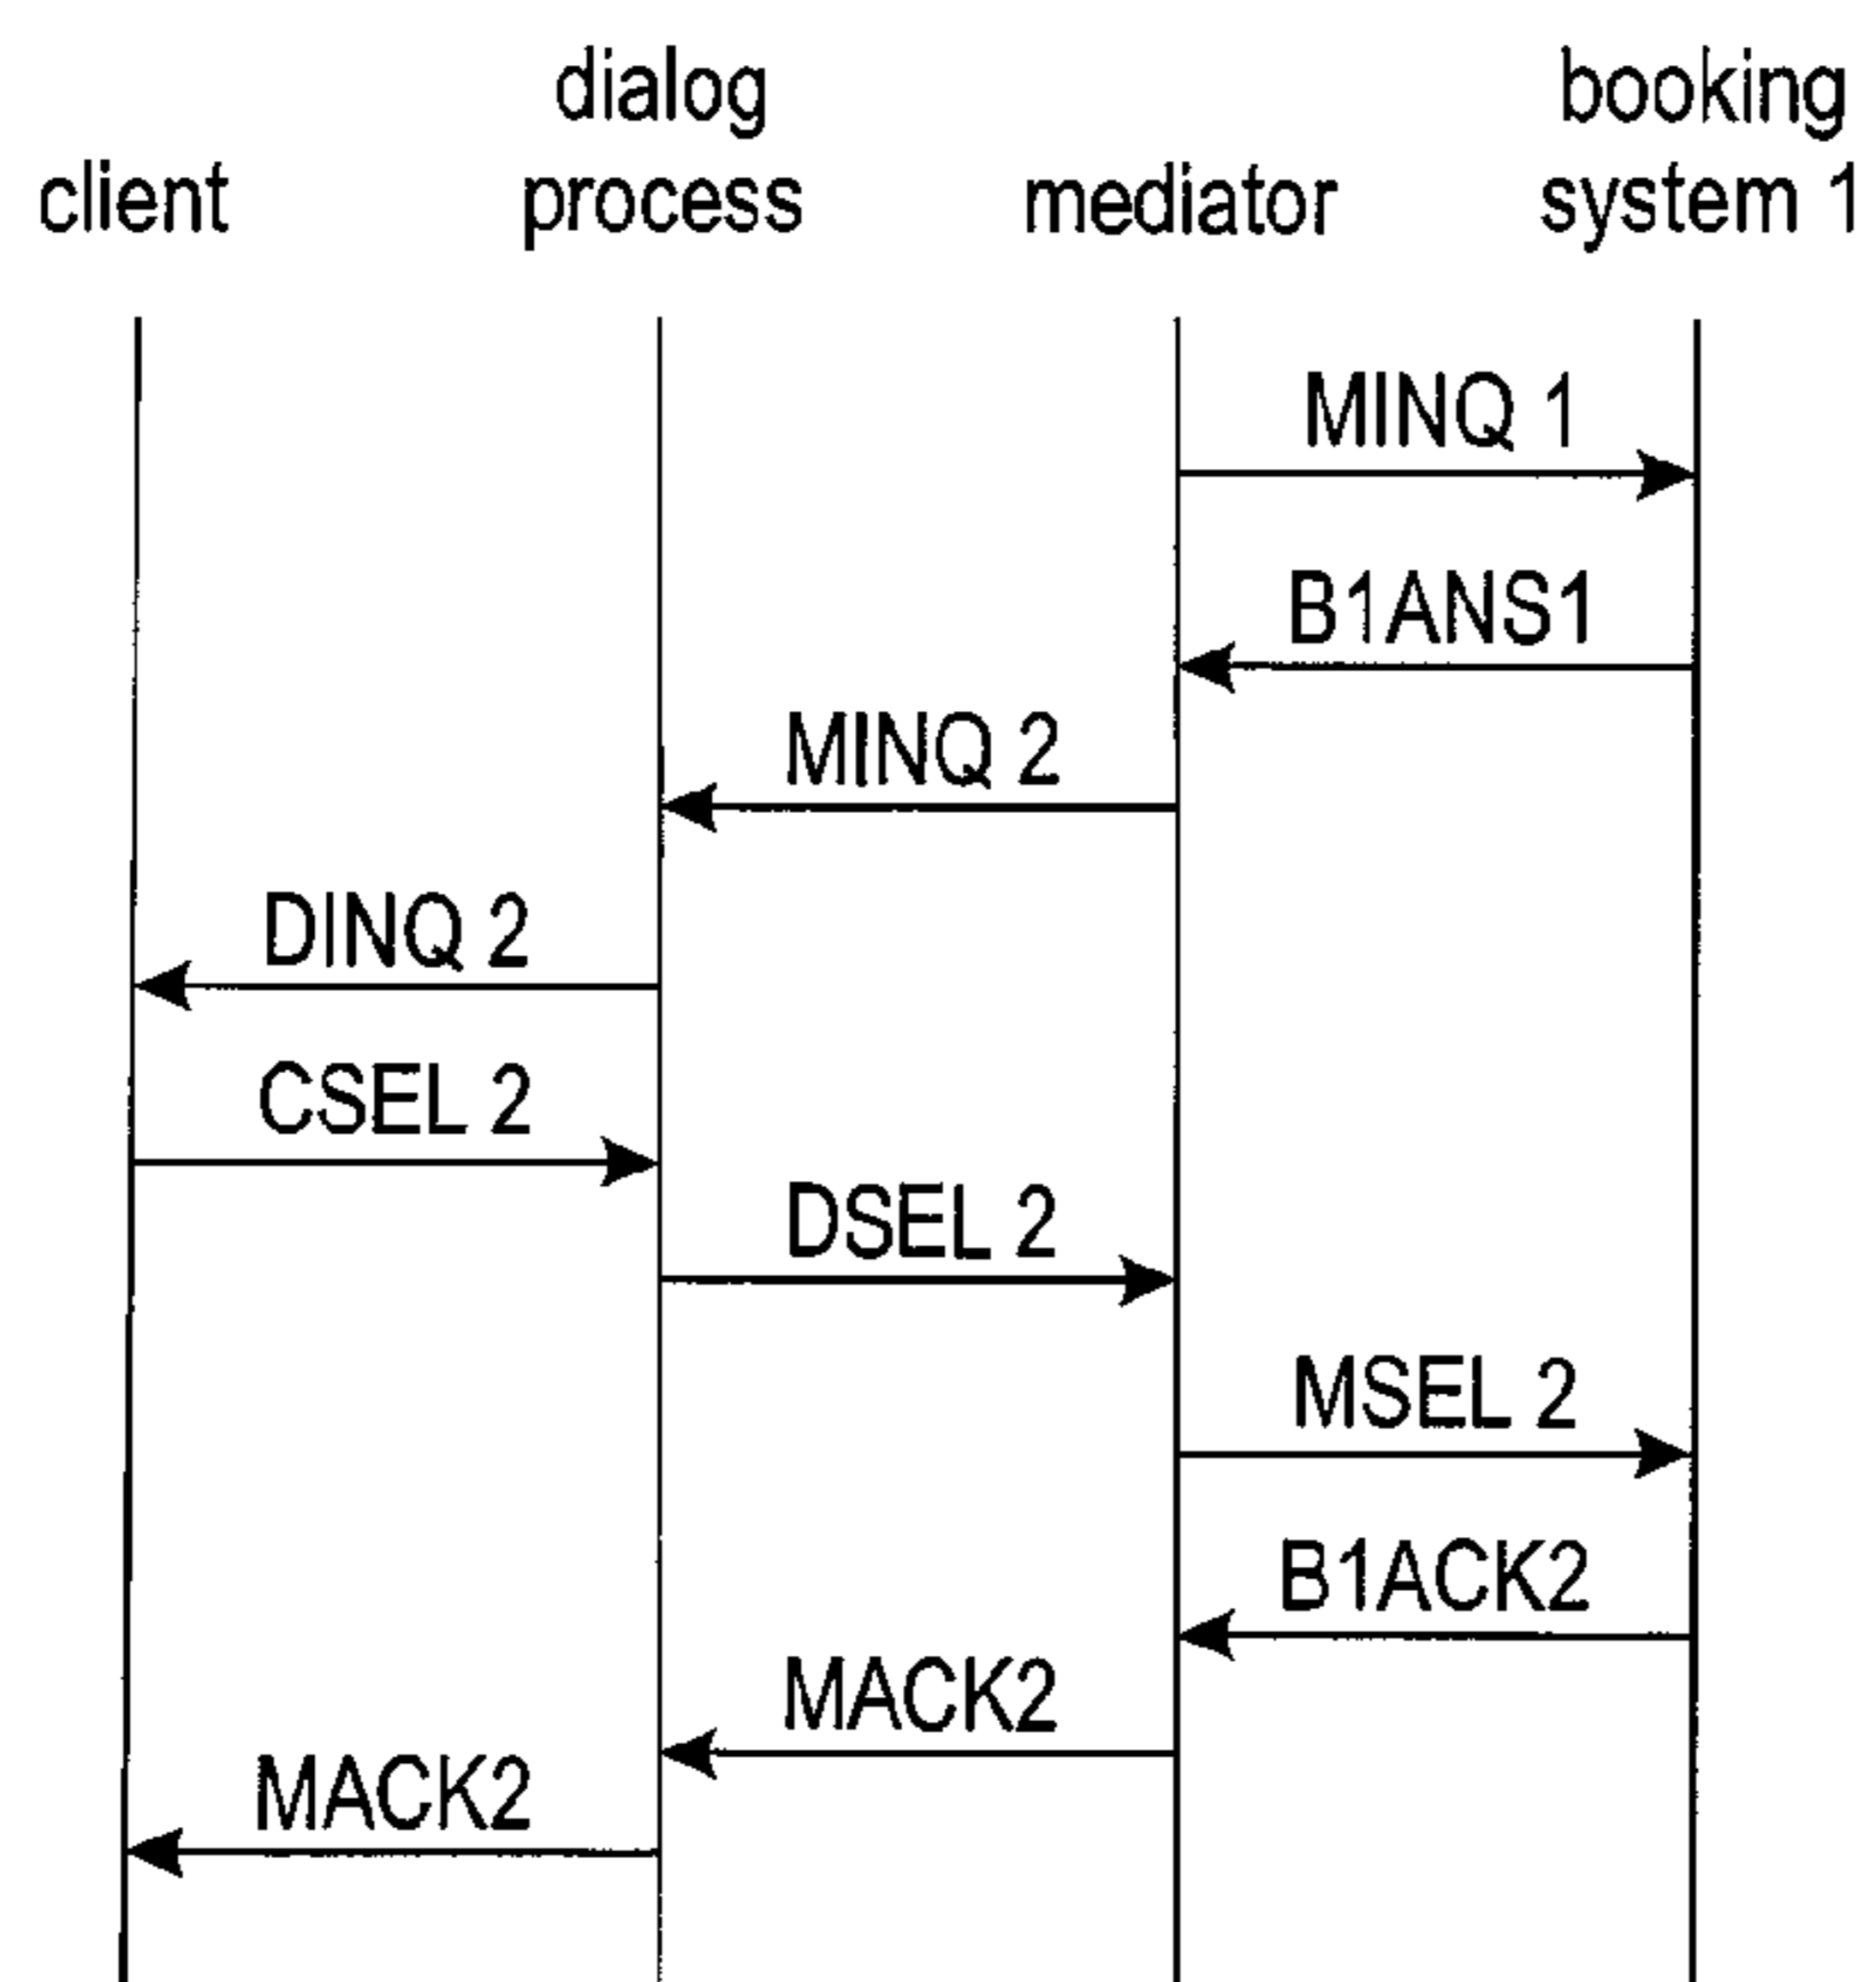 client
dialog
process
mediator
booking
system 1
MINQ 1
B1ANS1
MINQ 2
DINQ 2
CSEL 2
DSEL 2
MSEL 2
B1ACK2
MACK2
MACK2